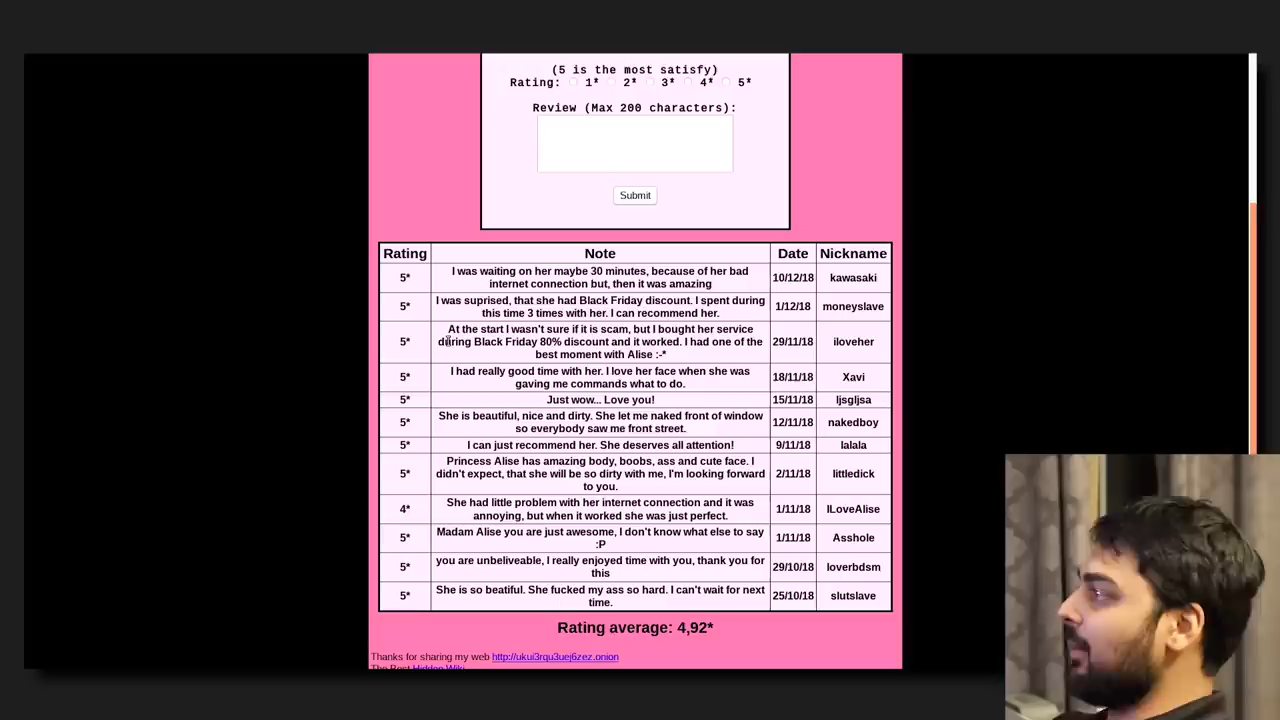 (5 is the most satisfy)
Rating: 1* 2* 3* 4* 5*
Review (Max 200 characters):
Submit
Rating Note Date Nickname
5* I was waiting on her maybe 30 minutes, because of her bad
internet connection but, then it was amazing 10/12/18 kawasaki
5* I was suprised, that she had Black Friday discount. I spent during
this time 3 times with her. I can recommend her. 1/12/18 moneyslave
At the start I wasn't sure if it is scam, but I bought her service
5* during Black Friday 80% discount and it worked. I had one of the 29/11/18 iloveher
best moment with Alise :-*
5* I had really good time with her. I love her face when she was
gaving me commands what to do. 18/11/18 Xavi
5* Just wow... Love you! 15/11/18 ljsgljsa
5* She is beautiful, nice and dirty. She let me naked front of window
so everybody saw me front street. 12/11/18 nakedboy
5* I can just recommend her. She deserves all attention! 9/11/18 lalala
Princess Alise has amazing body, boobs, ass and cute face. I
5* didn't expect, that she will be so dirty with me, I'm looking forward 2/11/18 littledick
to you.
4* She had little problem with her internet connection and it was
annoying, but when it worked she was just perfect. 1/11/18 ILoveAlise
5* Madam Alise you are just awesome, I don't know what else to say
:P 1/11/18 Asshole
5* you are unbeliveable, I really enjoyed time with you, thank you for
this 29/10/18 loverbdsm
5* She is so beatiful. She fucked my ass so hard. I can't wait for next
time. 25/10/18 slutslave
Rating average: 4,92*
Thanks for sharing my web http://ukui3rqu3uej6zez.onion
The Best Hidden Wiki